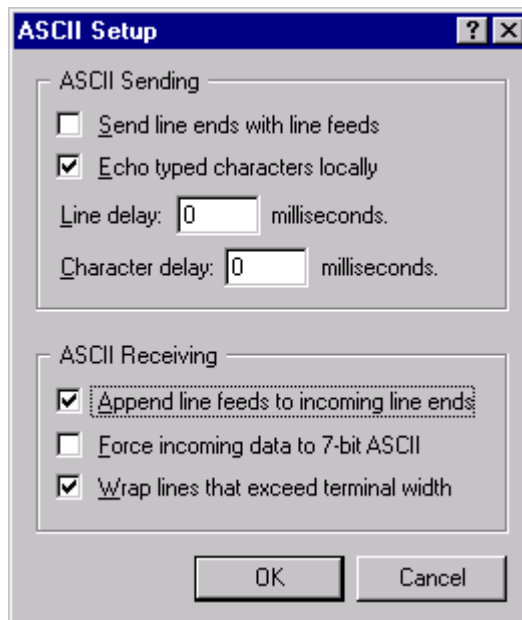 ASCII Setup
ASCII Sending
Send line ends with line feeds
Echo typed characters locally
Line delay: 0 milliseconds.
Character delay: 0 milliseconds.
ASCII Receiving
Append line feeds to incoming line ends
Force incoming data to 7-bit ASCII
Wrap lines that exceed terminal width
OK Cancel